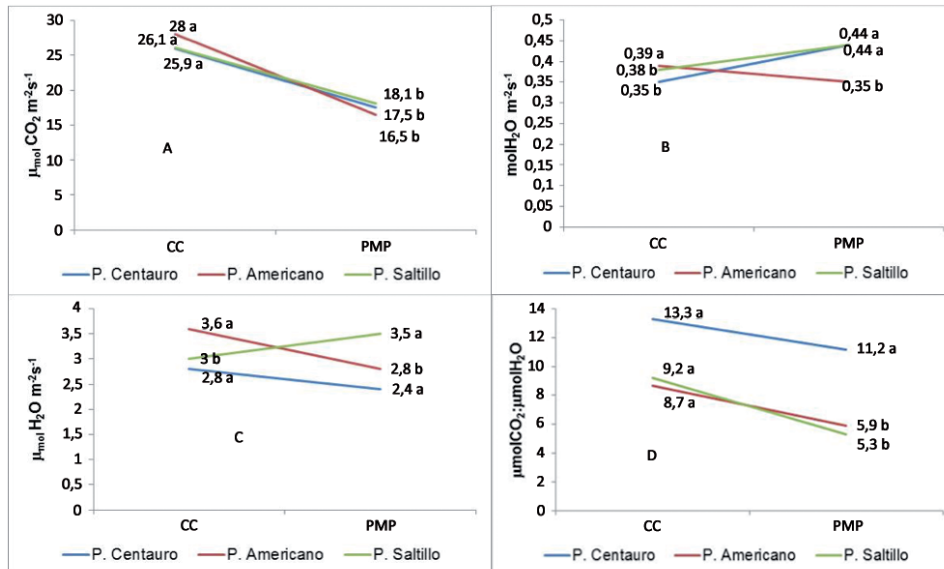 μmol CO2 m-2s-1
30
25
20
15
10
5
0
28 a
26,1 a
25,9 a
18,1 b
17,5 b
16,5 b
A
CC PMP
P. Centauro P. Americano P. Saltillo
molH2O m-2s-1
0,5
0,45
0,4
0,35
0,3
0,25
0,2
0,15
0,1
0,05
0
0,39 a
0,38 b
0,35 b
0,44 a
0,44 a
0,35 b
B
CC PMP
P. Centauro P. Americano P. Saltillo
μmol H2O m-2s-1
4
3,5
3
2,5
2
1,5
1
0,5
0
3,6 a
3 b
2,8 a
3,5 a
2,8 b
2,4 a
C
CC PMP
P. Centauro P. Americano P. Saltillo
μmolCO2:μmolH2O
14
12
10
8
6
4
2
0
13,3 a
11,2 a
9,2 a
8,7 a
5,9 b
5,3 b
D
CC PMP
P. Centauro P. Americano P. Saltillo